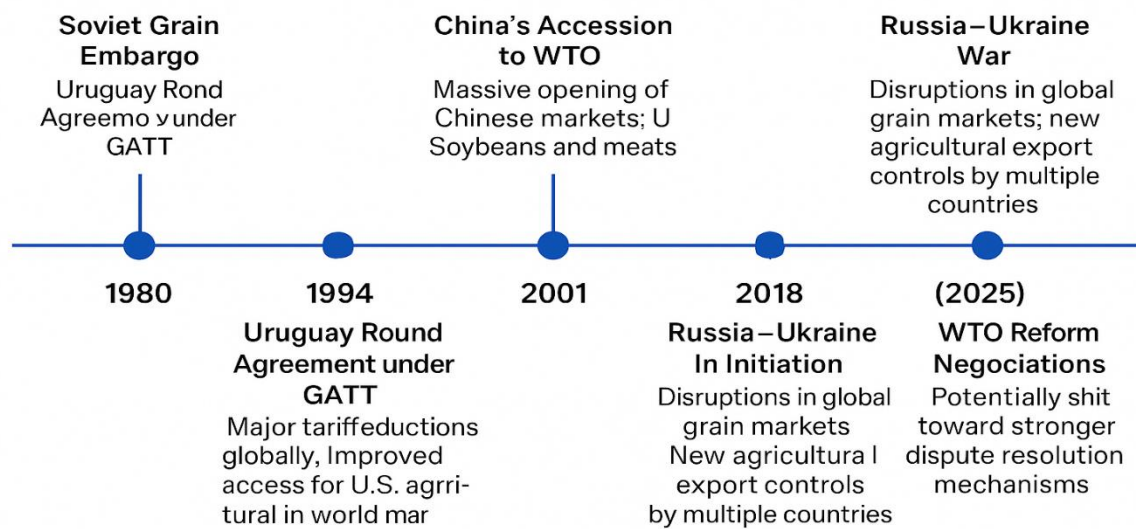 Soviet Grain
Embargo
Uruguay Rond
Agreemo v under
GATT
China's Accession
to WTO
Massive opening of
Chinese markets; U
Soybeans and meats
Russia–Ukraine
War
Disruptions in global
grain markets; new
agricultural export
controls by multiple
countries
1980
1994
2001
2018
(2025)
Uruguay Round
Agreement under
GATT
Major tariffeductions
globally, Improved
access for U.S. agrri-
tural in world mar
Russia–Ukraine
In Initiation
Disruptions in global
grain markets
New agricultura l
export controls
by multiple countries
WTO Reform
Negociations
Potentially shit
toward stronger
dispute resolution
mechanisms